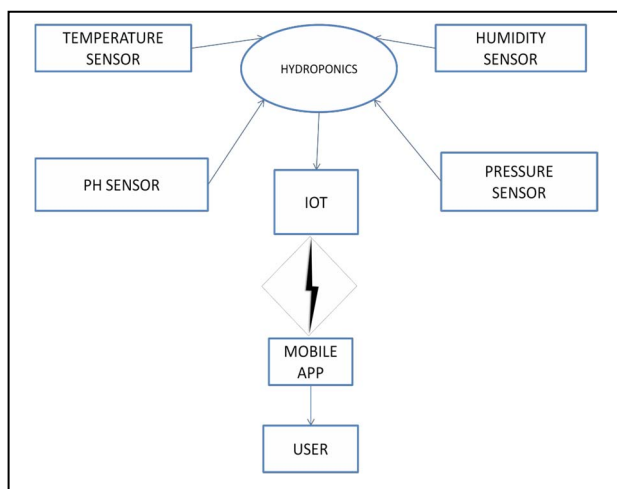 TEMPERATURE
SENSOR
HYDROPONICS
HUMIDITY
SENSOR
PH SENSOR
IOT
PRESSURE
SENSOR
MOBILE
APP
USER